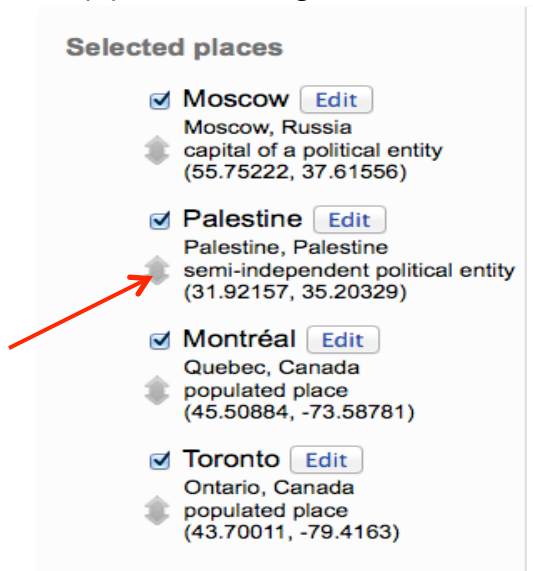 Selected places
Moscow Edit
Moscow, Russia
capital of a political entity
(55.75222, 37.61556)
Palestine Edit
Palestine, Palestine
semi-independent political entity
(31.92157, 35.20329)
Montréal Edit
Quebec, Canada
populated place
(45.50884, -73.58781)
Toronto Edit
Ontario, Canada
populated place
(43.70011, -79.4163)